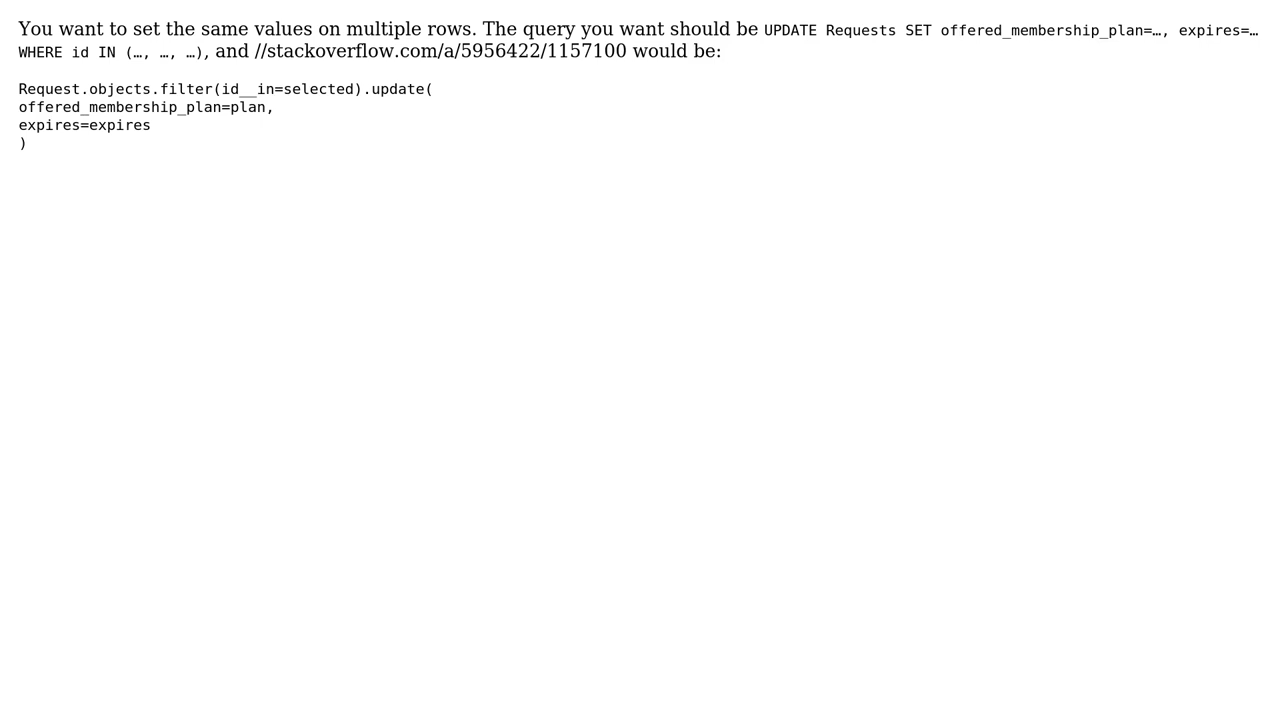 You want to set the same values on multiple rows. The query you want should be UPDATE Requests SET offered_membership_plan=…, expires=…
WHERE id IN (…, …, …), and //stackoverflow.com/a/5956422/1157100 would be:
Request.objects.filter(id__in=selected).update(
offered_membership_plan=plan,
expires=expires
)